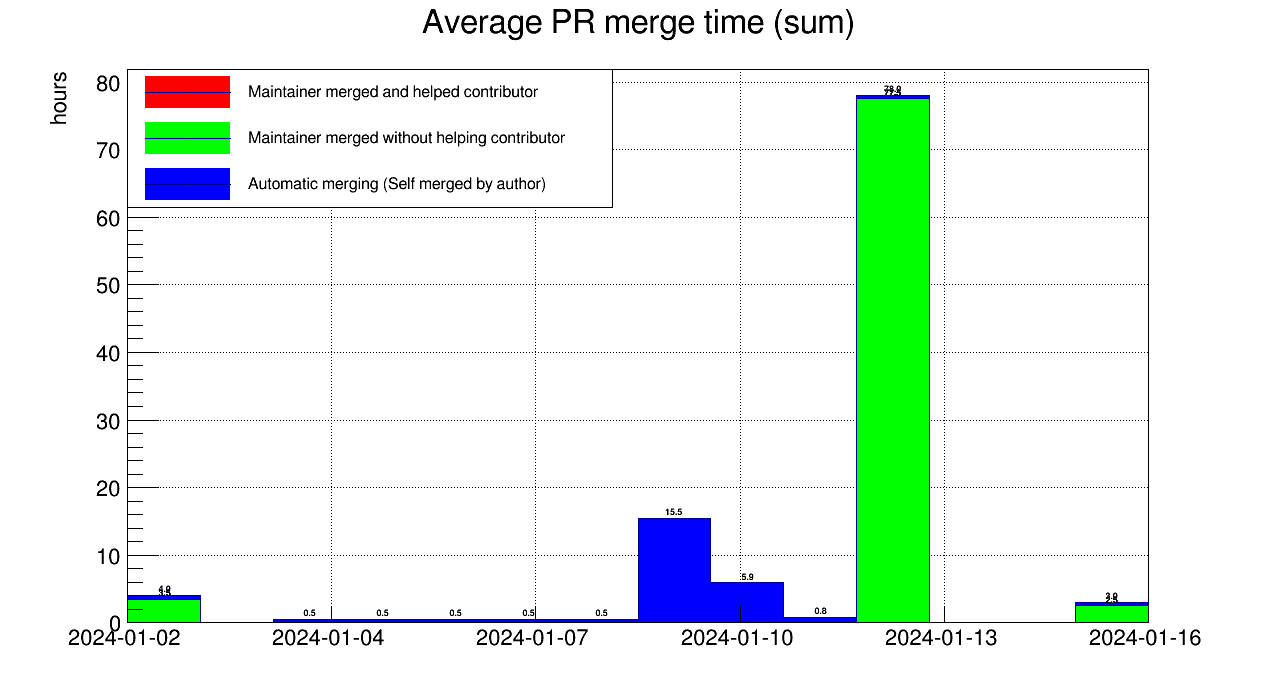 Average PR merge time (sum)
hours
Maintainer merged and helped contributor
Maintainer merged without helping contributor
Automatic merging (Self merged by author)
80
70
60
50
40
30
20
10
0
0.5 0.5 0.5 0.5 0.5 15.5 5.9 0.8
2024-01-02 2024-01-04 2024-01-07 2024-01-10 2024-01-13 2024-01-16